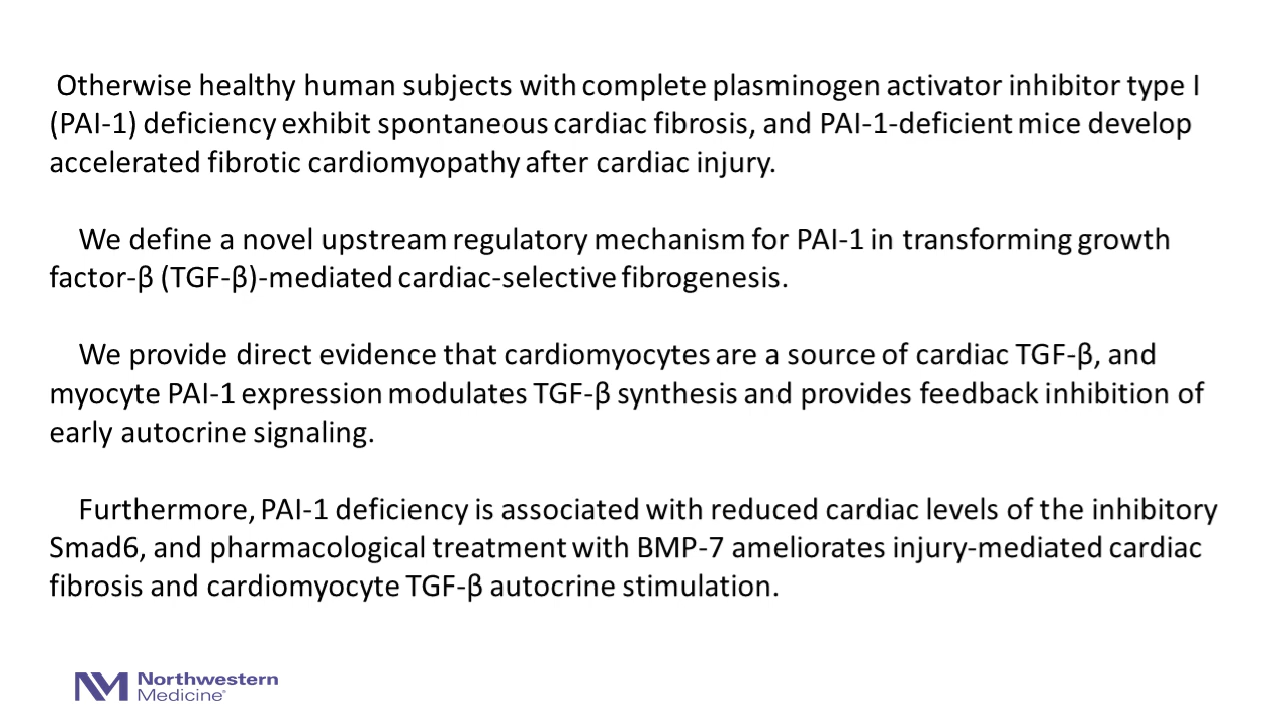 Otherwise healthy human subjects with complete plasminogen activator inhibitor type I
(PAI-1) deficiency exhibit spontaneous cardiac fibrosis, and PAI-1-deficient mice develop
accelerated fibrotic cardiomyopathy after cardiac injury.
We define a novel upstream regulatory mechanism for PAI-1 in transforming growth
factor-β (TGF-β)-mediated cardiac-selective fibrogenesis.
We provide direct evidence that cardiomyocytes are a source of cardiac TGF-β, and
myocyte PAI-1 expression modulates TGF-β synthesis and provides feedback inhibition of
early autocrine signaling.
Furthermore, PAI-1 deficiency is associated with reduced cardiac levels of the inhibitory
Smad6, and pharmacological treatment with BMP-7 ameliorates injury-mediated cardiac
fibrosis and cardiomyocyte TGF-β autocrine stimulation.
NM Northwestern
Medicine®